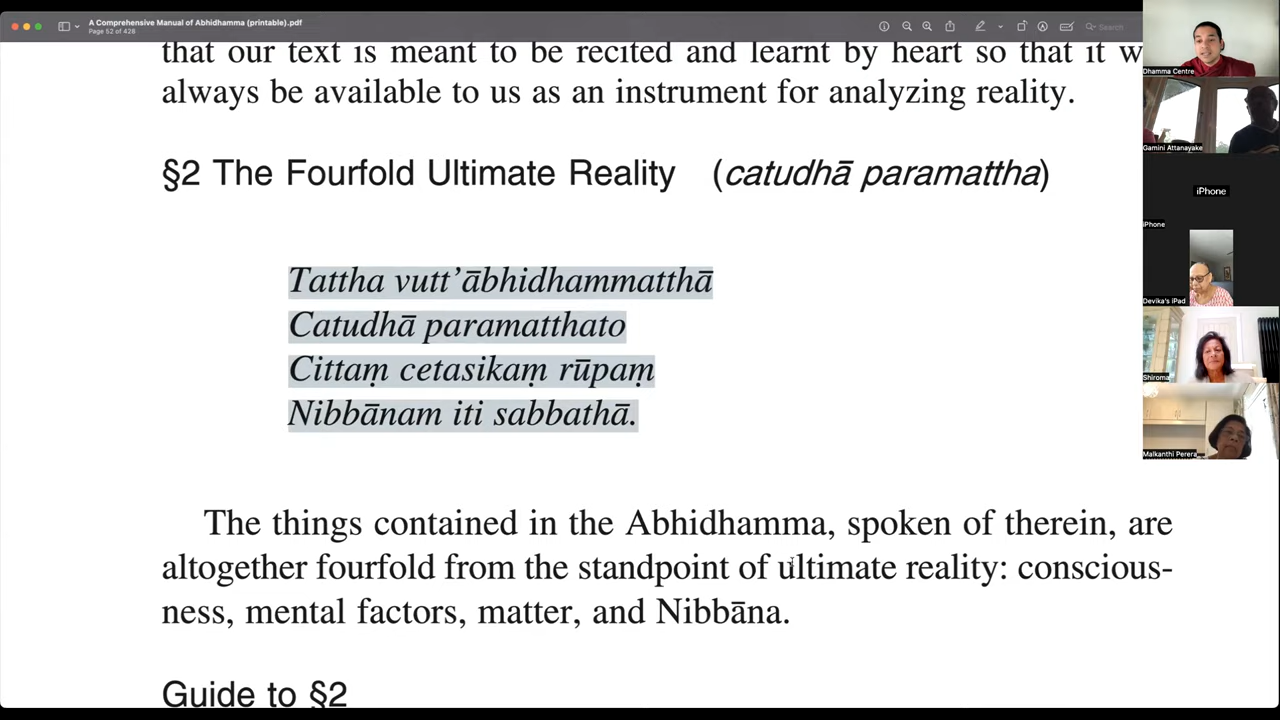 A Comprehensive Manual of Abhidhamma (printable).pdf
Page 52 of 428
Search
that our text is meant to be recited and learnt by heart so that it w
always be available to us as an instrument for analyzing reality.
§2 The Fourfold Ultimate Reality (catudhā paramattha)
Tattha vutt’ābhidhammatthā
Catudhā paramatthato
Cittaṃ cetasikaṃ rūpaṃ
Nibbānam iti sabbathā.
The things contained in the Abhidhamma, spoken of therein, are
altogether fourfold from the standpoint of ultimate reality: conscious-
ness, mental factors, matter, and Nibbāna.
Guide to §2
Dhamma Centre
Gamini Attanayake
iPhone
iPhone
Devika's iPad
Shiroma
Malkanthi Perera